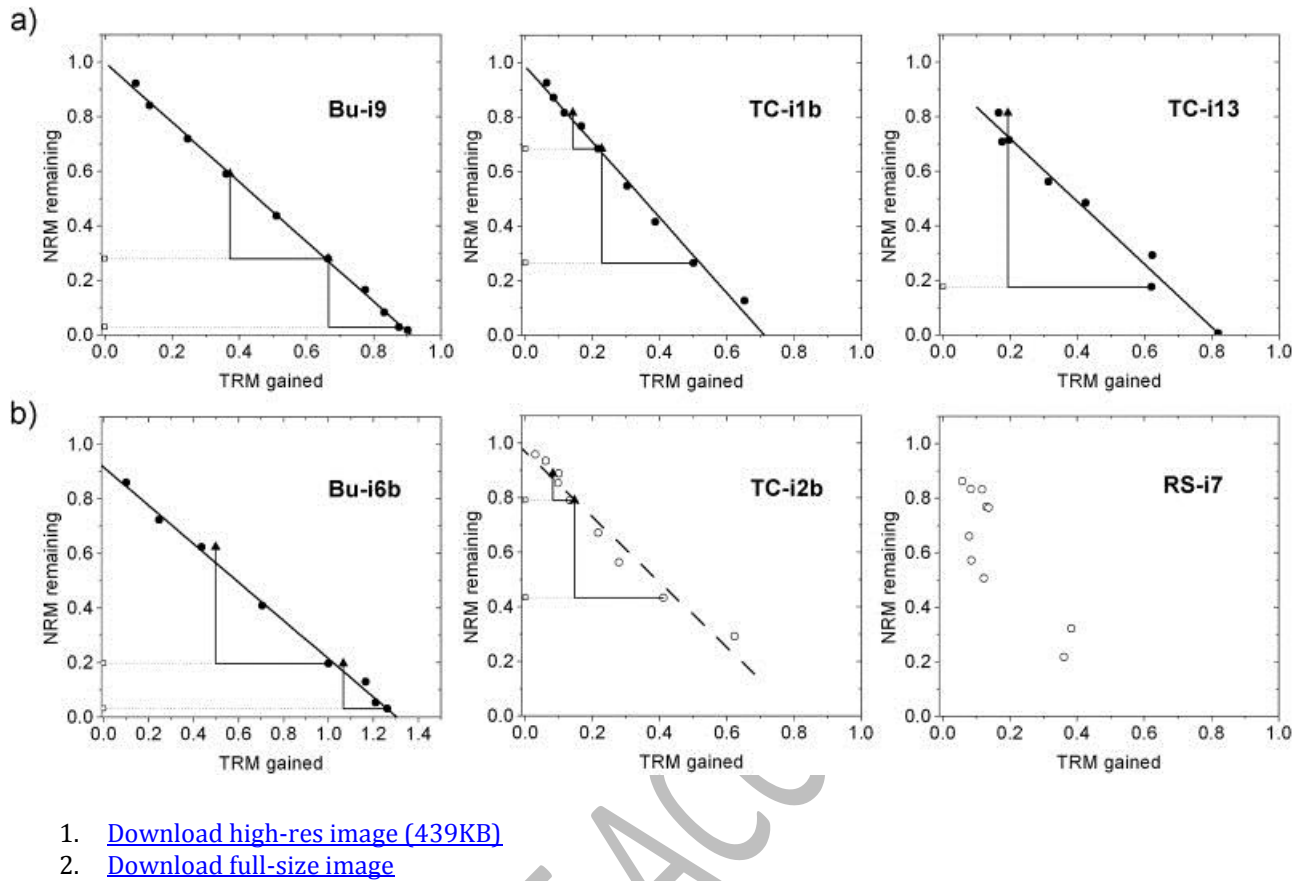 a)
Bu-i9
NRM remaining
1.0
0.8
0.6
0.4
0.2
0.0
0.0 0.2 0.4 0.6 0.8 1.0
TRM gained
TC-i1b
NRM remaining
1.0
0.8
0.6
0.4
0.2
0.0
0.0 0.2 0.4 0.6 0.8 1.0
TRM gained
TC-i13
NRM remaining
1.0
0.8
0.6
0.4
0.2
0.0
0.0 0.2 0.4 0.6 0.8 1.0
TRM gained
b)
Bu-i6b
NRM remaining
1.0
0.8
0.6
0.4
0.2
0.0
0.0 0.2 0.4 0.6 0.8 1.0 1.2 1.4
TRM gained
TC-i2b
NRM remaining
1.0
0.8
0.6
0.4
0.2
0.0
0.0 0.2 0.4 0.6 0.8 1.0
TRM gained
RS-i7
NRM remaining
1.0
0.8
0.6
0.4
0.2
0.0
0.0 0.2 0.4 0.6 0.8 1.0
TRM gained
1. Download high-res image (439KB)
2. Download full-size image